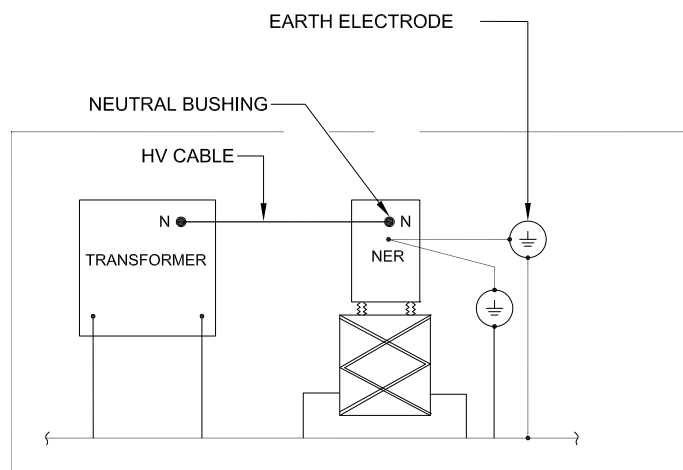 EARTH ELECTRODE
NEUTRAL BUSHING
HV CABLE
N
N
TRANSFORMER
NER